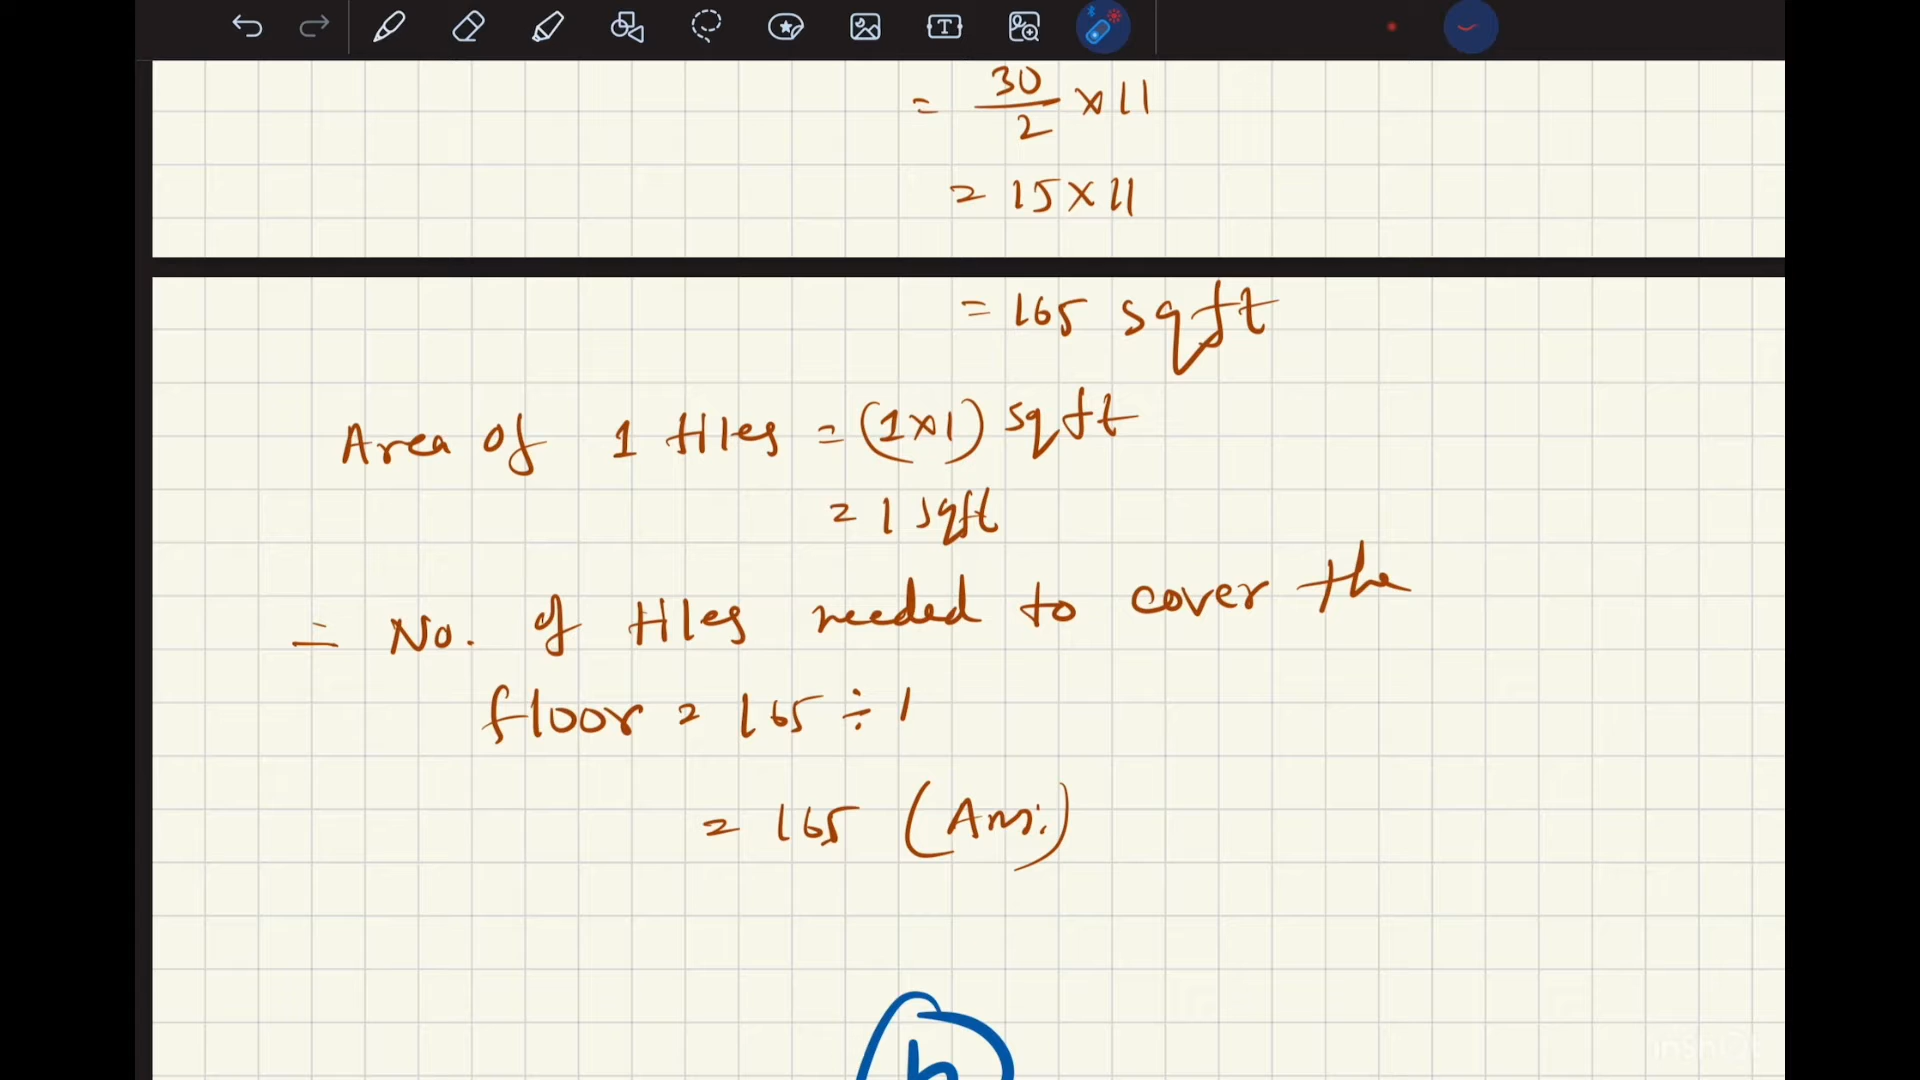 = 30/2 × 11
= 15 × 11
= 165 sqft
Area of 1 tiles = (1×1) sqft
= 1 sqft
∴ No. of tiles needed to cover the
floor = 165 ÷ 1
= 165 (Ans:)
b
InShOt